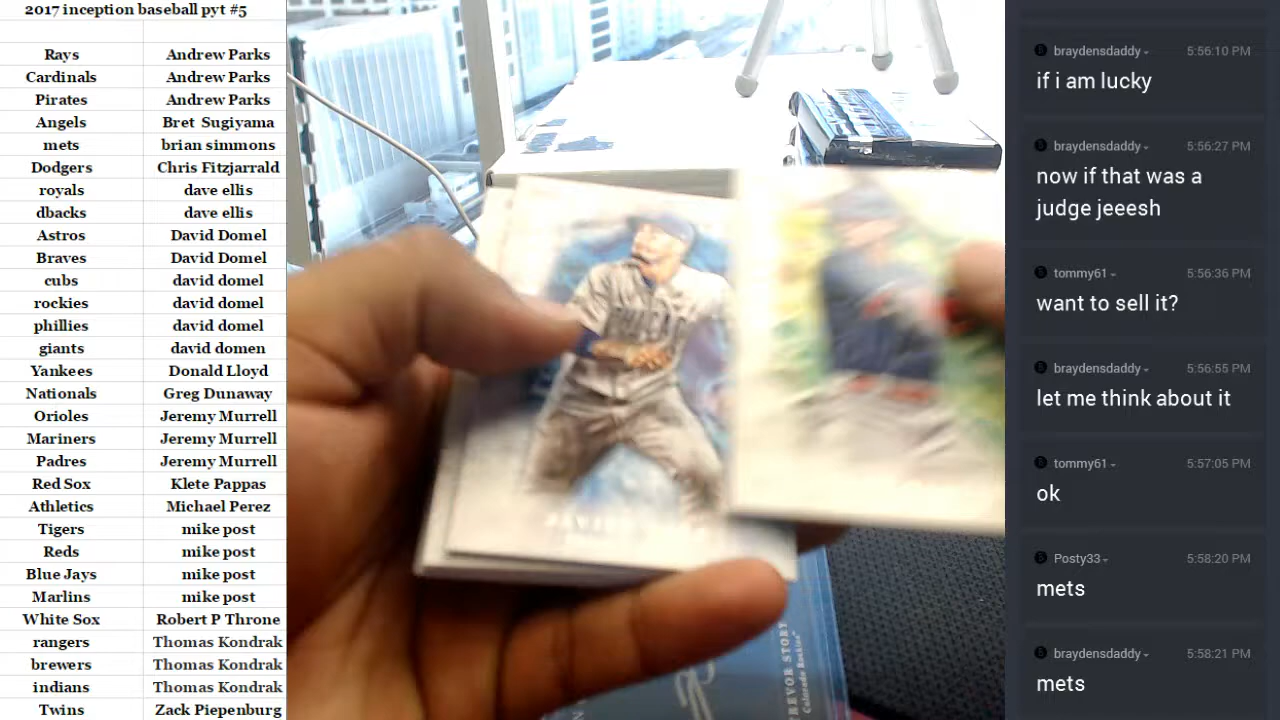 2017 inception baseball pyt #5
Rays Andrew Parks
Cardinals Andrew Parks
Pirates Andrew Parks
Angels Bret Sugiyama
mets brian simmons
Dodgers Chris Fitzjarrald
royals dave ellis
dbacks dave ellis
Astros David Domel
Braves David Domel
cubs david domel
rockies david domel
phillies david domel
giants david domen
Yankees Donald Lloyd
Nationals Greg Dunaway
Orioles Jeremy Murrell
Mariners Jeremy Murrell
Padres Jeremy Murrell
Red Sox Klete Pappas
Athletics Michael Perez
Tigers mike post
Reds mike post
Blue Jays mike post
Marlins mike post
White Sox Robert P Throne
rangers Thomas Kondrak
brewers Thomas Kondrak
indians Thomas Kondrak
Twins Zack Piepenburg
CHICAGO
TREVOR STORY
Colorado Rockies
braydensdaddy 5:56:10 PM
if i am lucky
braydensdaddy 5:56:27 PM
now if that was a
judge jeeesh
tommy61 5:56:36 PM
want to sell it?
braydensdaddy 5:56:55 PM
let me think about it
tommy61 5:57:05 PM
ok
Posty33 5:58:20 PM
mets
braydensdaddy 5:58:21 PM
mets